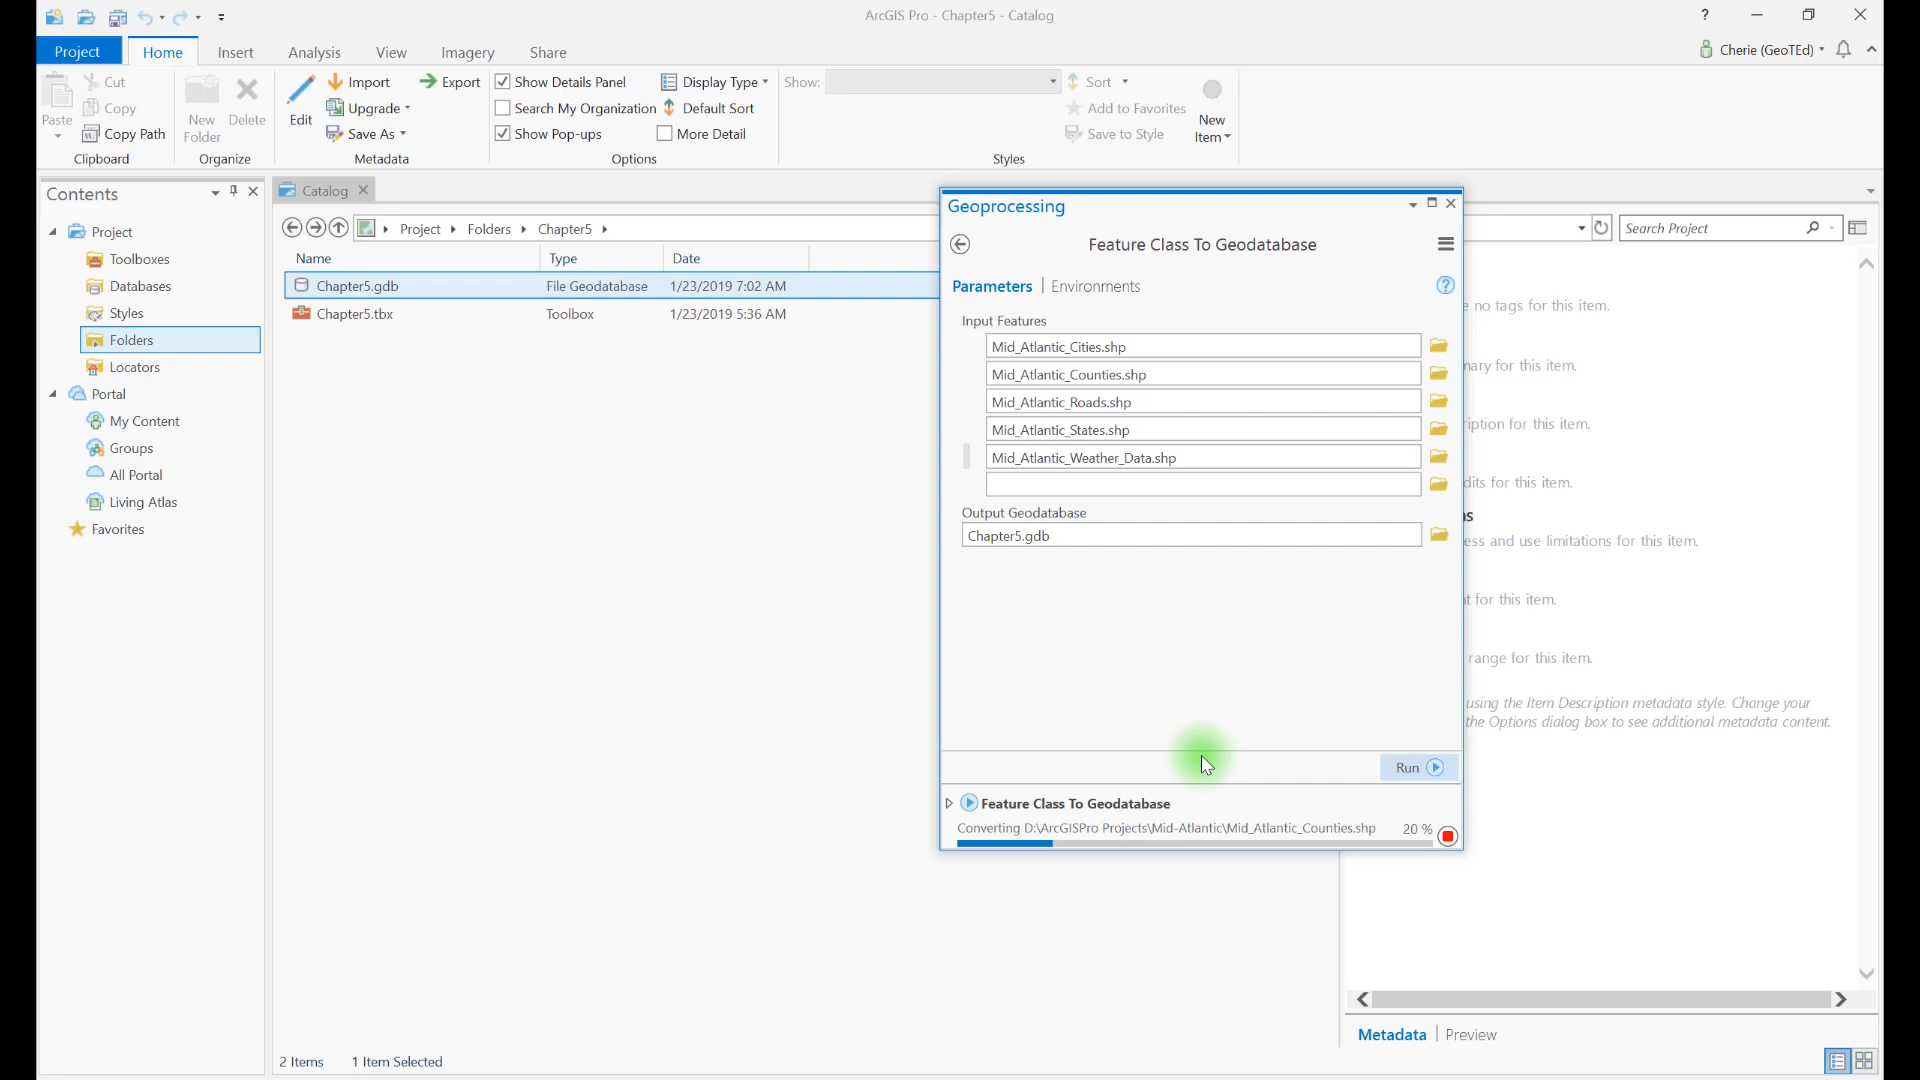 ArcGIS Pro - Chapter5 - Catalog
?
Project Home Insert Analysis View Imagery Share
Cherie (GeoTEd)
Paste
Cut
Copy
Copy Path
Clipboard
New Folder
Delete
Organize
Edit
Import
Upgrade
Save As
Export
Metadata
Show Details Panel
Search My Organization
Show Pop-ups
Display Type
Default Sort
More Detail
Options
Show:
Sort
Add to Favorites
Save to Style
New Item
Styles
Contents
Project
Toolboxes
Databases
Styles
Folders
Locators
Portal
My Content
Groups
All Portal
Living Atlas
Favorites
Catalog
Project Folders Chapter5
Search Project
Name Type Date
Chapter5.gdb File Geodatabase 1/23/2019 7:02 AM
Chapter5.tbx Toolbox 1/23/2019 5:36 AM
Geoprocessing
Feature Class To Geodatabase
Parameters | Environments
?
Input Features
Mid_Atlantic_Cities.shp
Mid_Atlantic_Counties.shp
Mid_Atlantic_Roads.shp
Mid_Atlantic_States.shp
Mid_Atlantic_Weather_Data.shp
Output Geodatabase
Chapter5.gdb
Run
Feature Class To Geodatabase
Converting D:\ArcGISPro Projects\Mid-Atlantic\Mid_Atlantic_Counties.shp 20 %
no tags for this item.
for this item.
for this item.
for this item.
and use limitations for this item.
for this item.
range for this item.
using the Item Description metadata style. Change your
the Options dialog box to see additional metadata content.
Metadata | Preview
2 Items 1 Item Selected